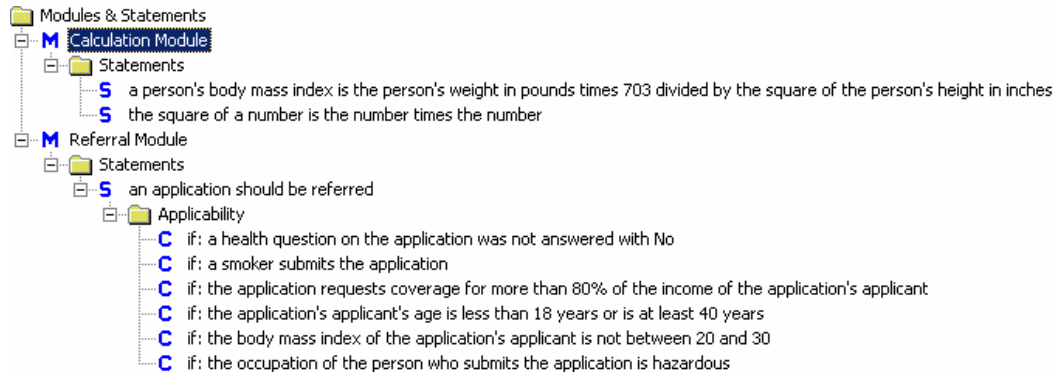 Modules & Statements
M Calculation Module
Statements
S a person's body mass index is the person's weight in pounds times 703 divided by the square of the person's height in inches
S the square of a number is the number times the number
M Referral Module
Statements
S an application should be referred
Applicability
C if: a health question on the application was not answered with No
C if: a smoker submits the application
C if: the application requests coverage for more than 80% of the income of the application's applicant
C if: the application's applicant's age is less than 18 years or is at least 40 years
C if: the body mass index of the application's applicant is not between 20 and 30
C if: the occupation of the person who submits the application is hazardous